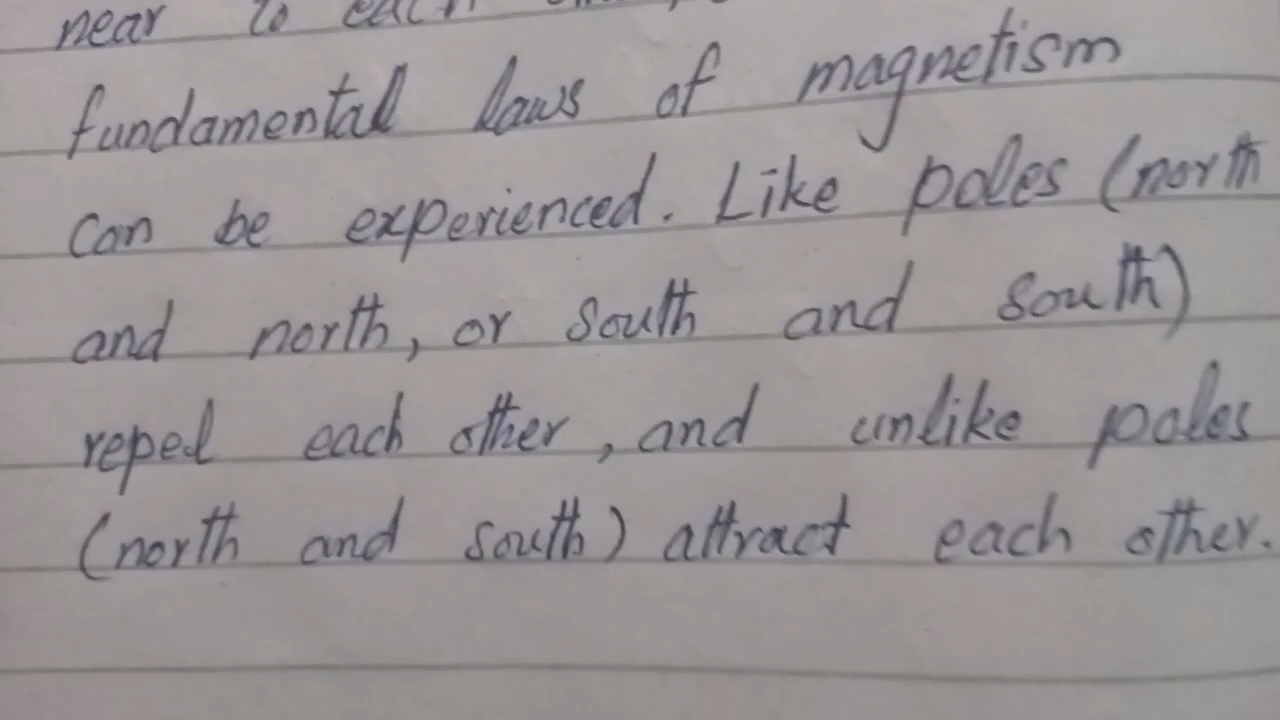 near to each
fundamental laws of magnetism
can be experienced. Like poles (north
and north, or south and south)
repel each other, and unlike poles
(north and south) attract each other.